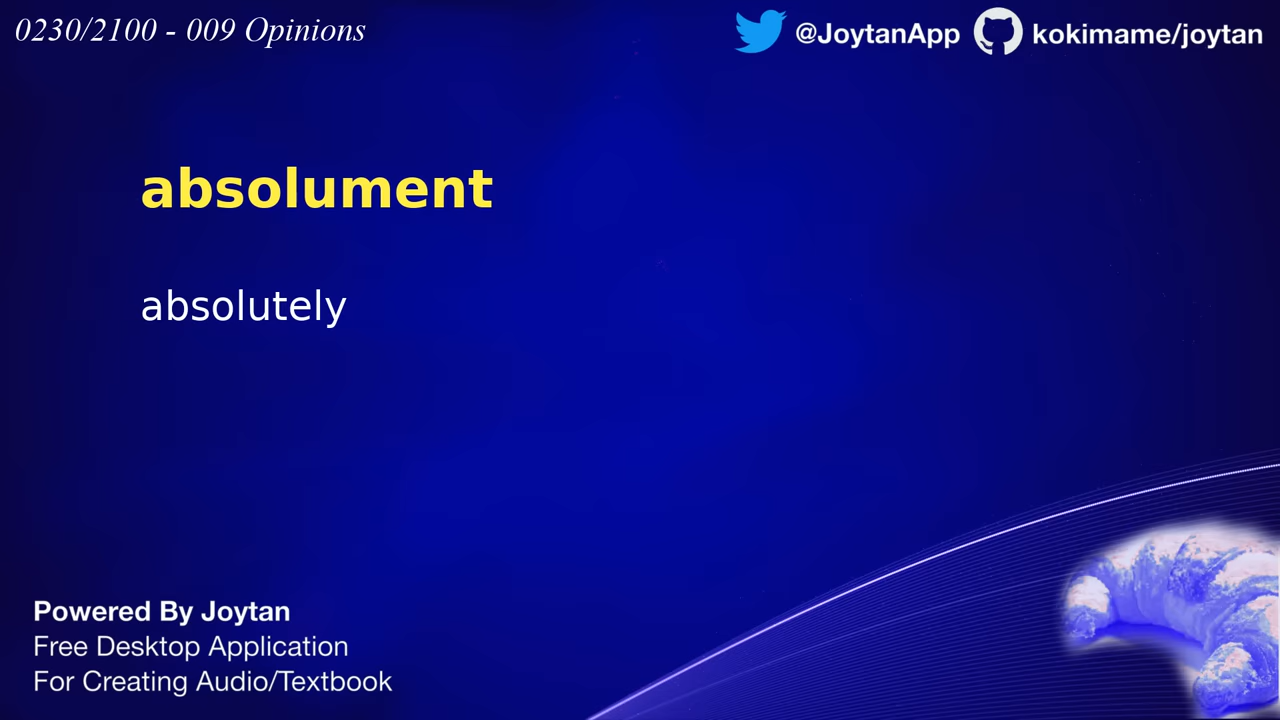 0230/2100 - 009 Opinions
@JoytanApp
kokimame/joytan
absolument
absolutely
Powered By Joytan
Free Desktop Application
For Creating Audio/Textbook